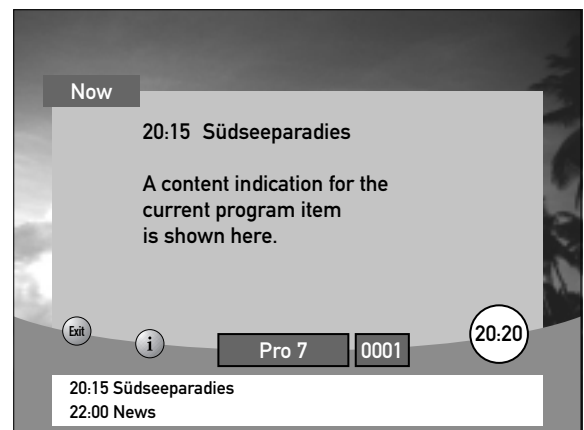 Now
20:15 Südseeparadies
A content indication for the
current program item
is shown here.
Exit
i
Pro 7
0001
20:20
20:15 Südseeparadies
22:00 News